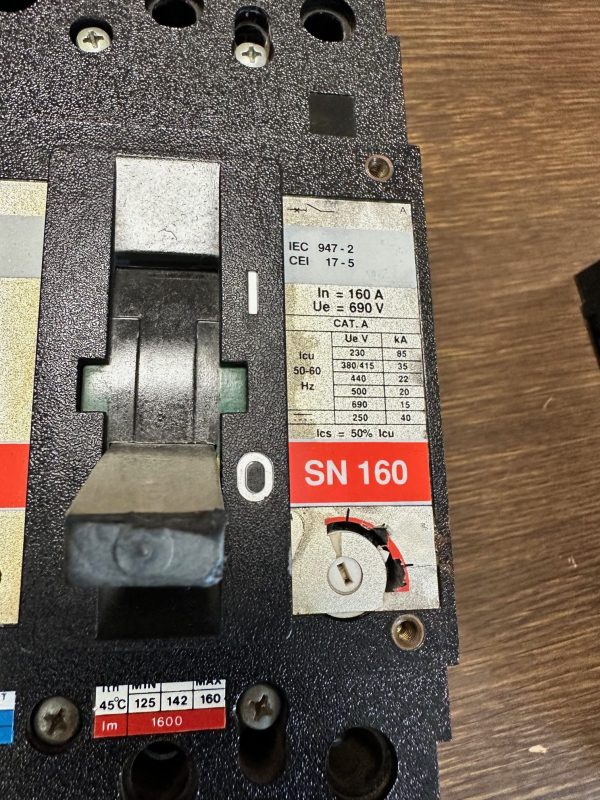 A
IEC 947-2
CEI 17-5
In = 160 A
Ue = 690 V
CAT. A
Icu 50-60 Hz
Ue V kA
230 85
380/415 35
440 22
500 20
690 15
250 40
Ics = 50% Icu
I
O
SN 160
Ith MIN MAX
45°C 125 142 160
Im 1600